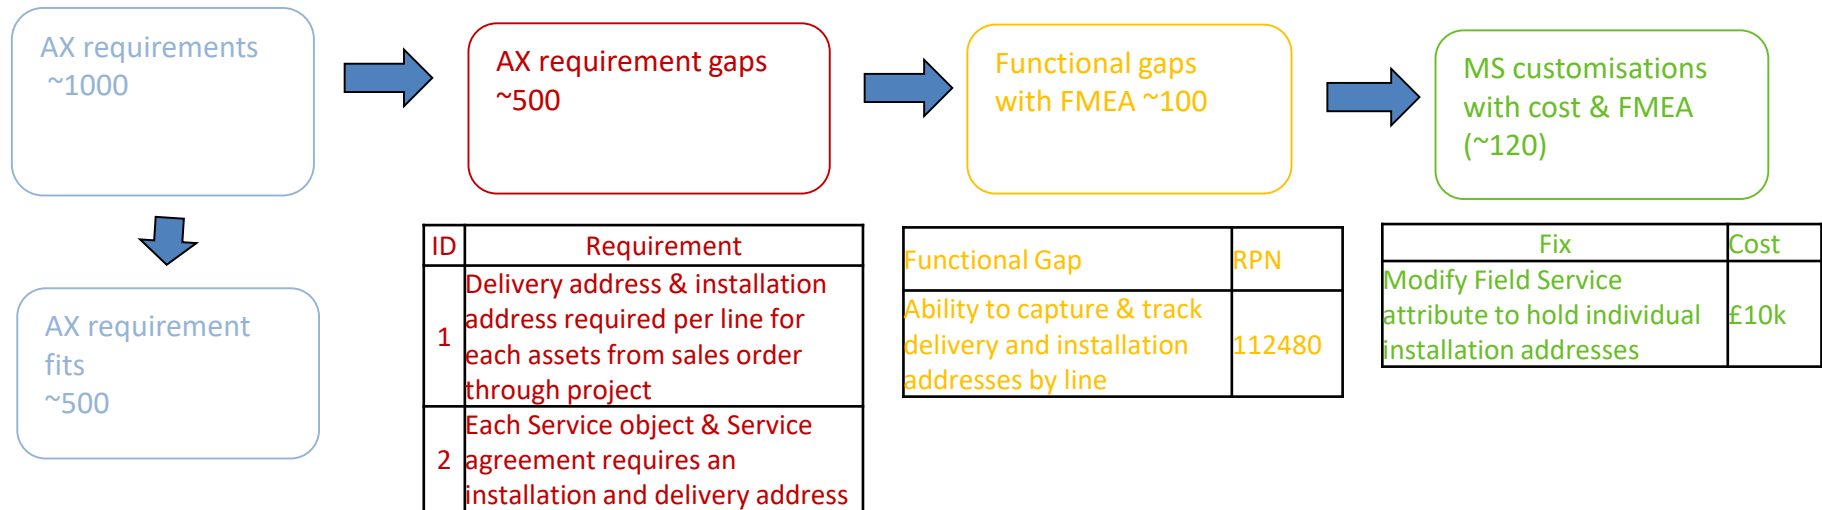 AX requirements
~1000
AX requirement gaps
~500
Functional gaps
with FMEA ~100
MS customisations
with cost & FMEA
(~120)
AX requirement
fits
~500
ID Requirement
1 Delivery address & installation
address required per line for
each assets from sales order
through project
2 Each Service object & Service
agreement requires an
installation and delivery address
Functional Gap RPN
Ability to capture & track
delivery and installation
addresses by line
112480
Fix Cost
Modify Field Service
attribute to hold individual
installation addresses
£10k